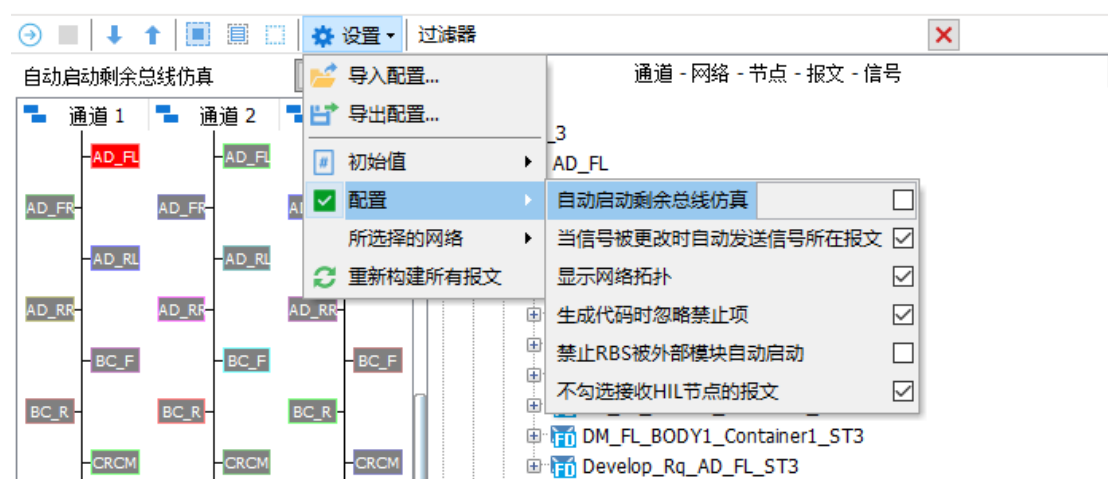 设置 过滤器
自动启动剩余总线仿真
通道 - 网络 - 节点 - 报文 - 信号
通道 1 通道 2
导入配置...
导出配置...
初始值
配置
所选择的网络
重新构建所有报文
自动启动剩余总线仿真
当信号被更改时自动发送信号所在报文
显示网络拓扑
生成代码时忽略禁止项
禁止RBS被外部模块自动启动
不勾选接收HIL节点的报文
_3
AD_FL
AD_FL AD_FL
AD_FR AD_FR
AD_RL AD_RL
AD_RR AD_RR AD_RR
BC_F BC_F BC_F
BC_R BC_R BC_R
CRCM CRCM CRCM
FD DM_FL_BODY1_Container1_ST3
FD Develop_Rq_AD_FL_ST3